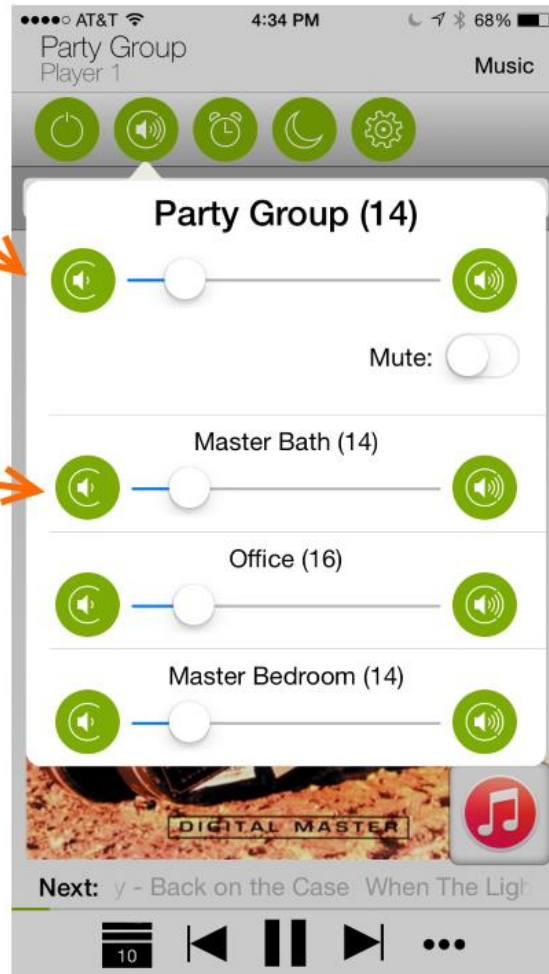 AT&T 4:34 PM 68%
Party Group
Player 1
Music
Party Group (14)
Mute:
Master Bath (14)
Office (16)
Master Bedroom (14)
DIGITAL MASTER
Next: y - Back on the Case When The Ligh
10